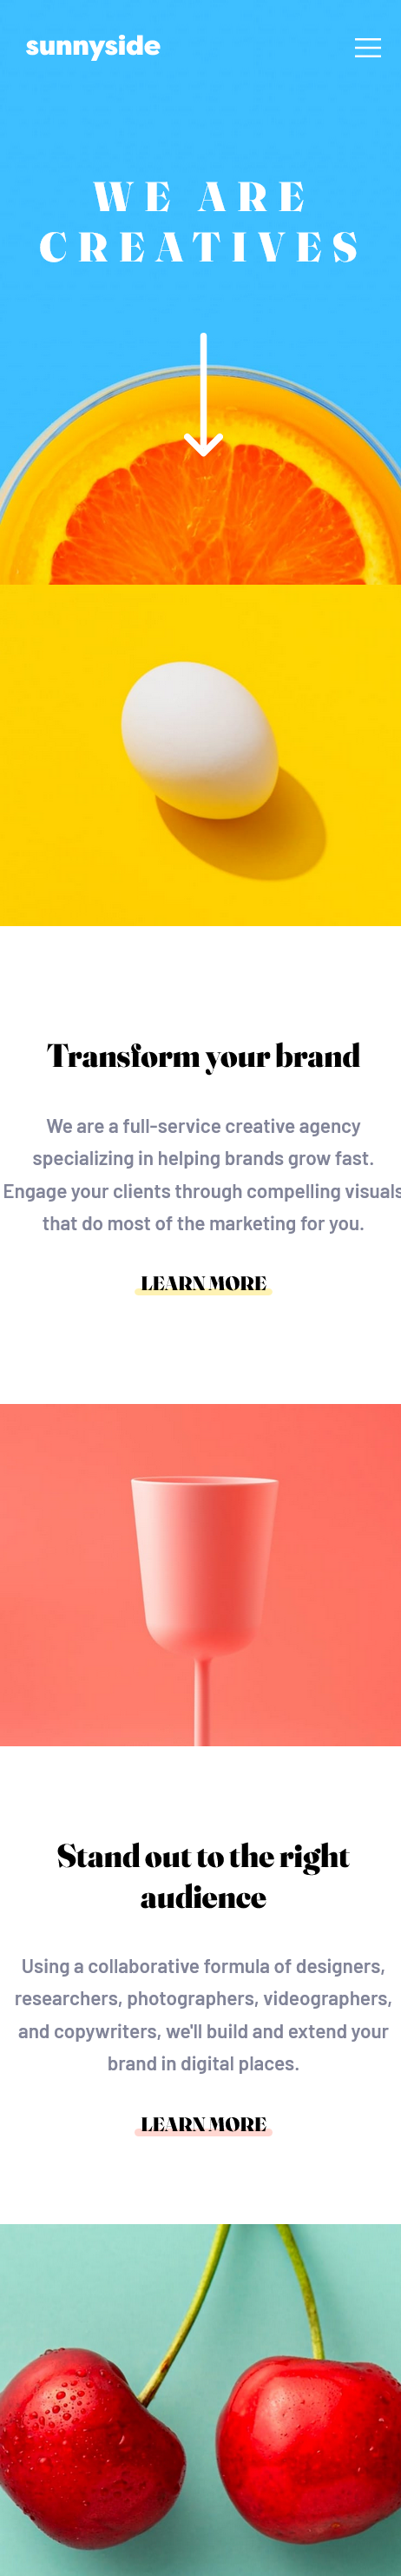 sunnyside
WE ARE
CREATIVES
Transform your brand
We are a full-service creative agency
specializing in helping brands grow fast.
Engage your clients through compelling visuals
that do most of the marketing for you.
LEARN MORE
Stand out to the right
audience
Using a collaborative formula of designers,
researchers, photographers, videographers,
and copywriters, we'll build and extend your
brand in digital places.
LEARN MORE